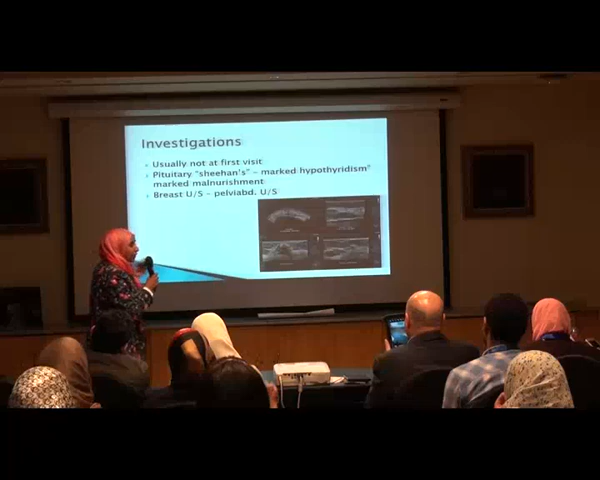 Investigations
Usually not at first visit
Pituitary "sheehan's" – marked hypothyridism"
marked malnurishment
Breast U/S – pelviabd. U/S